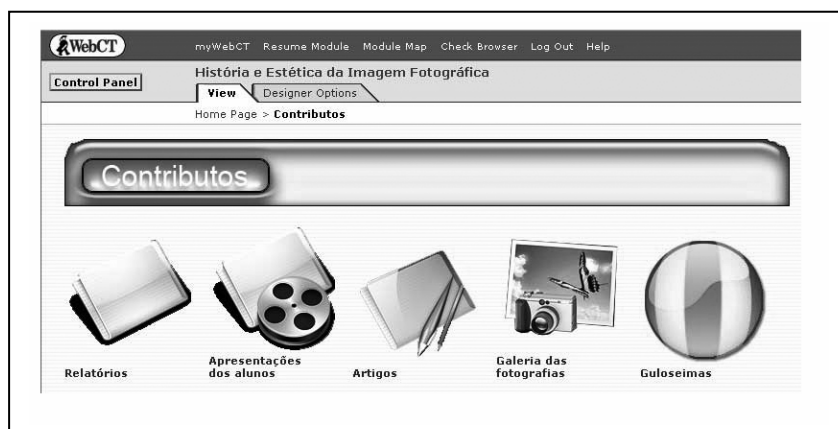 WebCT
myWebCT Resume Module Module Map Check Browser Log Out Help
Control Panel
História e Estética da Imagem Fotográfica
View Designer Options
Home Page > Contributos
Contributos
Relatórios
Apresentações
dos alunos
Artigos
Galeria das
fotografias
Guloseimas